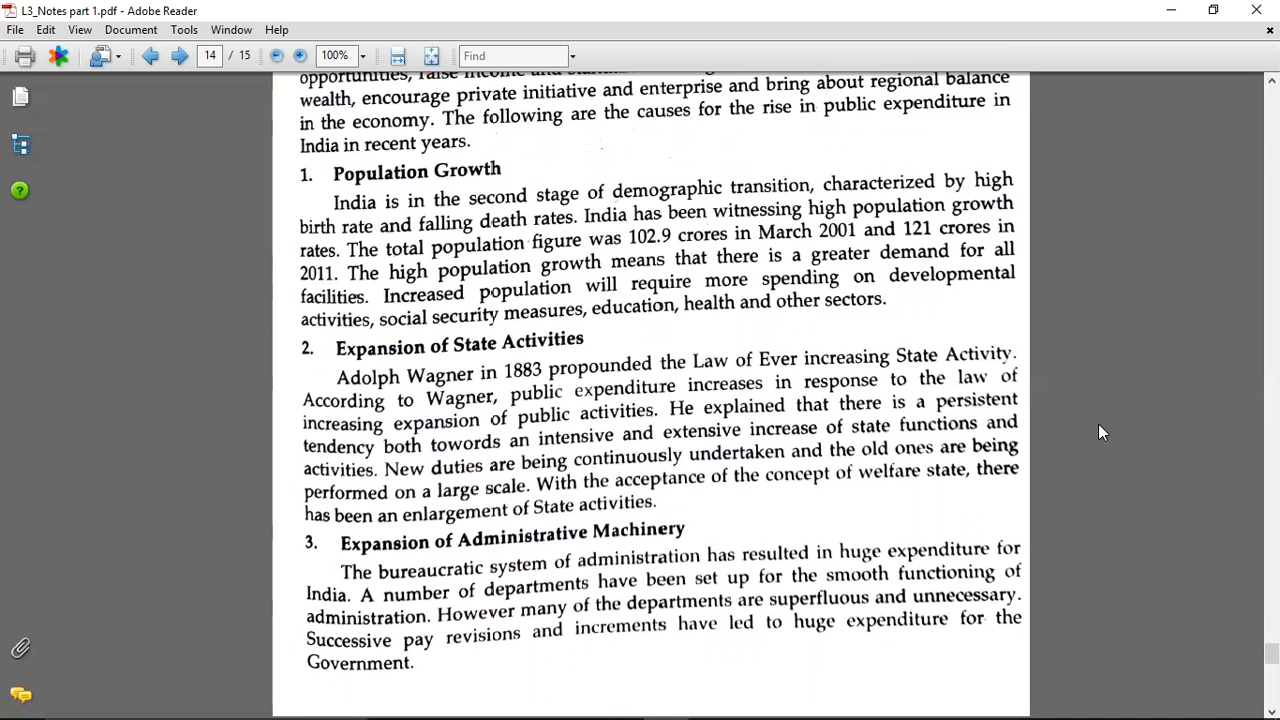 L3_Notes part 1.pdf - Adobe Reader
File Edit View Document Tools Window Help
14 / 15 100% Find
opportunities, raise income and
wealth, encourage private initiative and enterprise and bring about regional balance
in the economy. The following are the causes for the rise in public expenditure in
India in recent years.
1. Population Growth
India is in the second stage of demographic transition, characterized by high
birth rate and falling death rates. India has been witnessing high population growth
rates. The total population figure was 102.9 crores in March 2001 and 121 crores in
2011. The high population growth means that there is a greater demand for all
facilities. Increased population will require more spending on developmental
activities, social security measures, education, health and other sectors.
2. Expansion of State Activities
Adolph Wagner in 1883 propounded the Law of Ever increasing State Activity.
According to Wagner, public expenditure increases in response to the law of
increasing expansion of public activities. He explained that there is a persistent
tendency both towards an intensive and extensive increase of state functions and
activities. New duties are being continuously undertaken and the old ones are being
performed on a large scale. With the acceptance of the concept of welfare state, there
has been an enlargement of State activities.
3. Expansion of Administrative Machinery
The bureaucratic system of administration has resulted in huge expenditure for
India. A number of departments have been set up for the smooth functioning of
administration. However many of the departments are superfluous and unnecessary.
Successive pay revisions and increments have led to huge expenditure for the
Government.